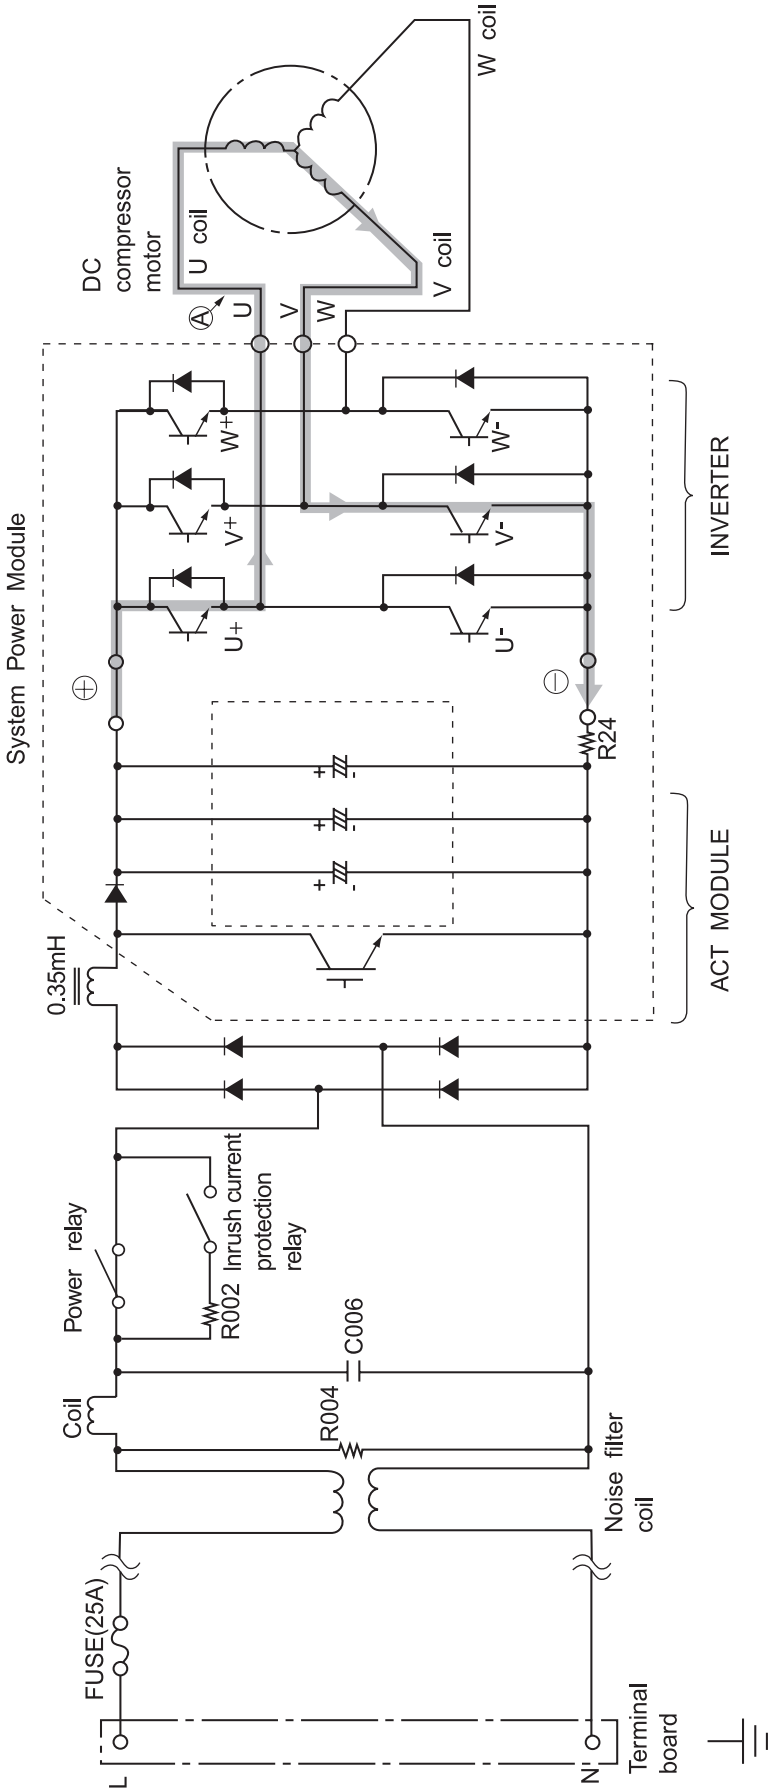 L
N
Terminal
board
FUSE(25A)
Noise filter
coil
R004
Coil
C006
Power relay
R002
Inrush current
protection
relay
0.35mH
ACT MODULE
System Power Module
+
-
+
-
+
-
R24
+
−
U+
U-
V+
V-
W+
W-
INVERTER
A
U
V
W
DC
compressor
motor
U coil
V coil
W coil